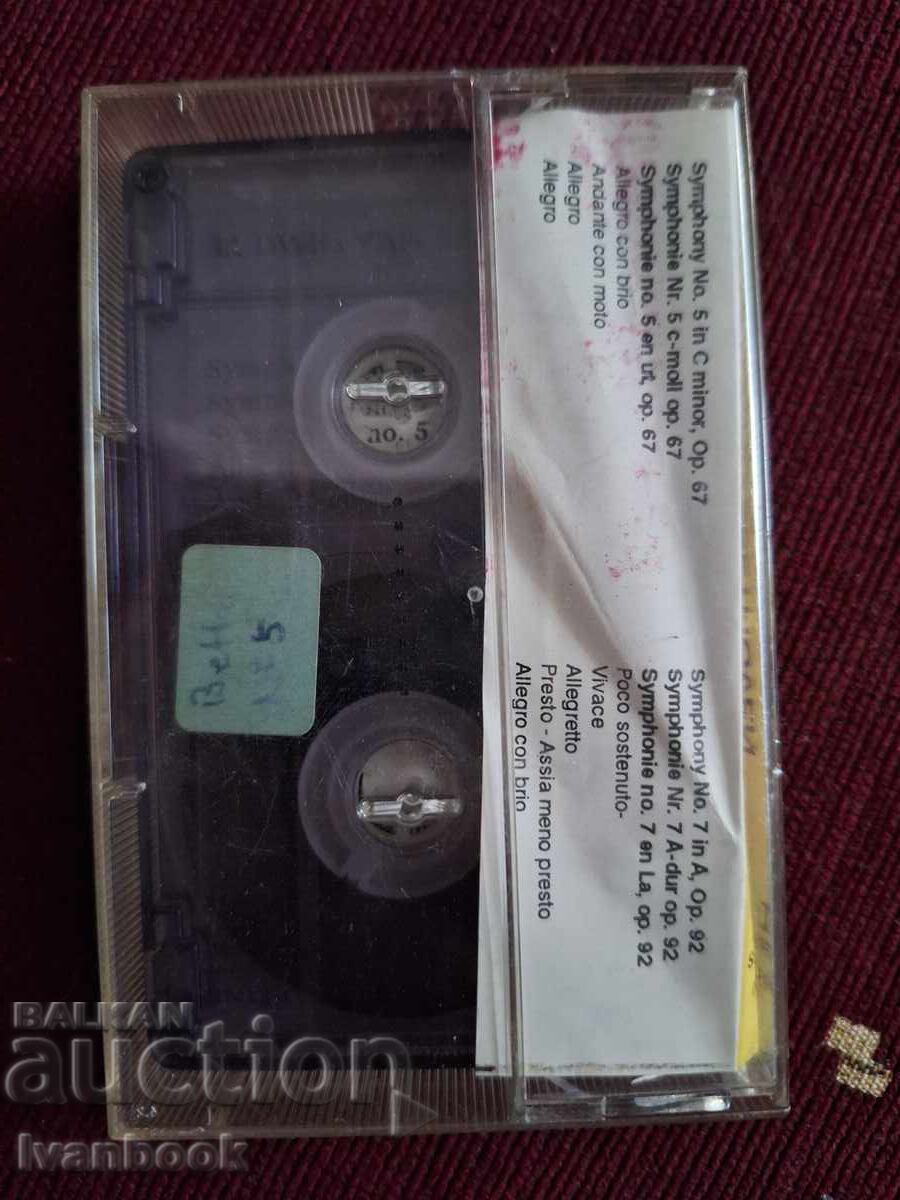 Symphony No. 5 in C minor, Op. 67
Symphonie Nr. 5 c-moll op. 67
Symphonie no. 5 en ut, op. 67
Allegro con brio
Andante con moto
Allegro
Allegro
Symphony No. 7 in A, Op. 92
Symphonie Nr. 7 A-dur op. 92
Symphonie no. 7 en La, op. 92
Poco sostenuto-
Vivace
Allegretto
Presto - Assia meno presto
Allegro con brio
no. 5
BALKAN
auction
Ivanbook